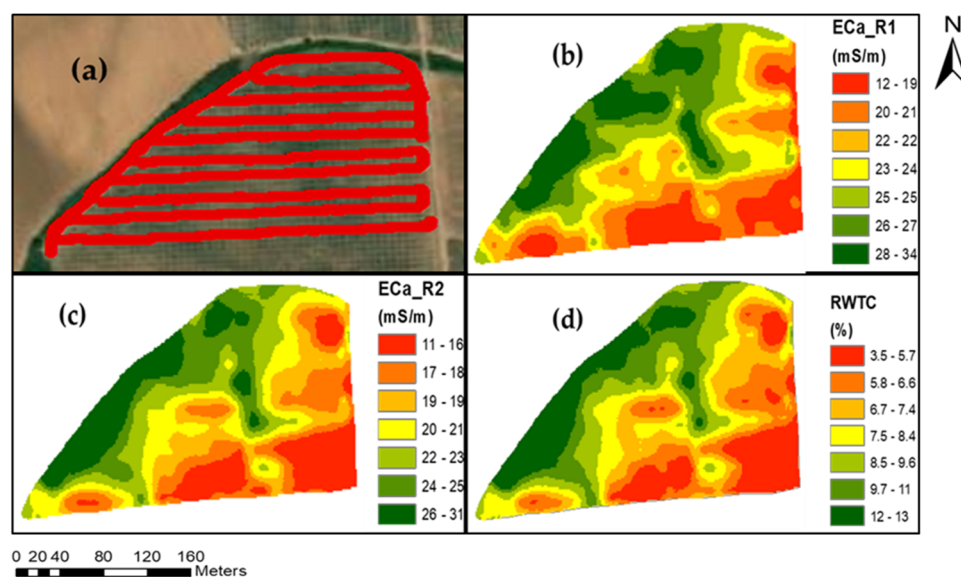 (a)
(b)
ECa_R1
(mS/m)
12 - 19
20 - 21
22 - 22
23 - 24
25 - 25
26 - 27
28 - 34
N
(c)
ECa_R2
(mS/m)
11 - 16
17 - 18
19 - 19
20 - 21
22 - 23
24 - 25
26 - 31
(d)
RWTC
(%)
3.5 - 5.7
5.8 - 6.6
6.7 - 7.4
7.5 - 8.4
8.5 - 9.6
9.7 - 11
12 - 13
0 20 40 80 120 160
Meters